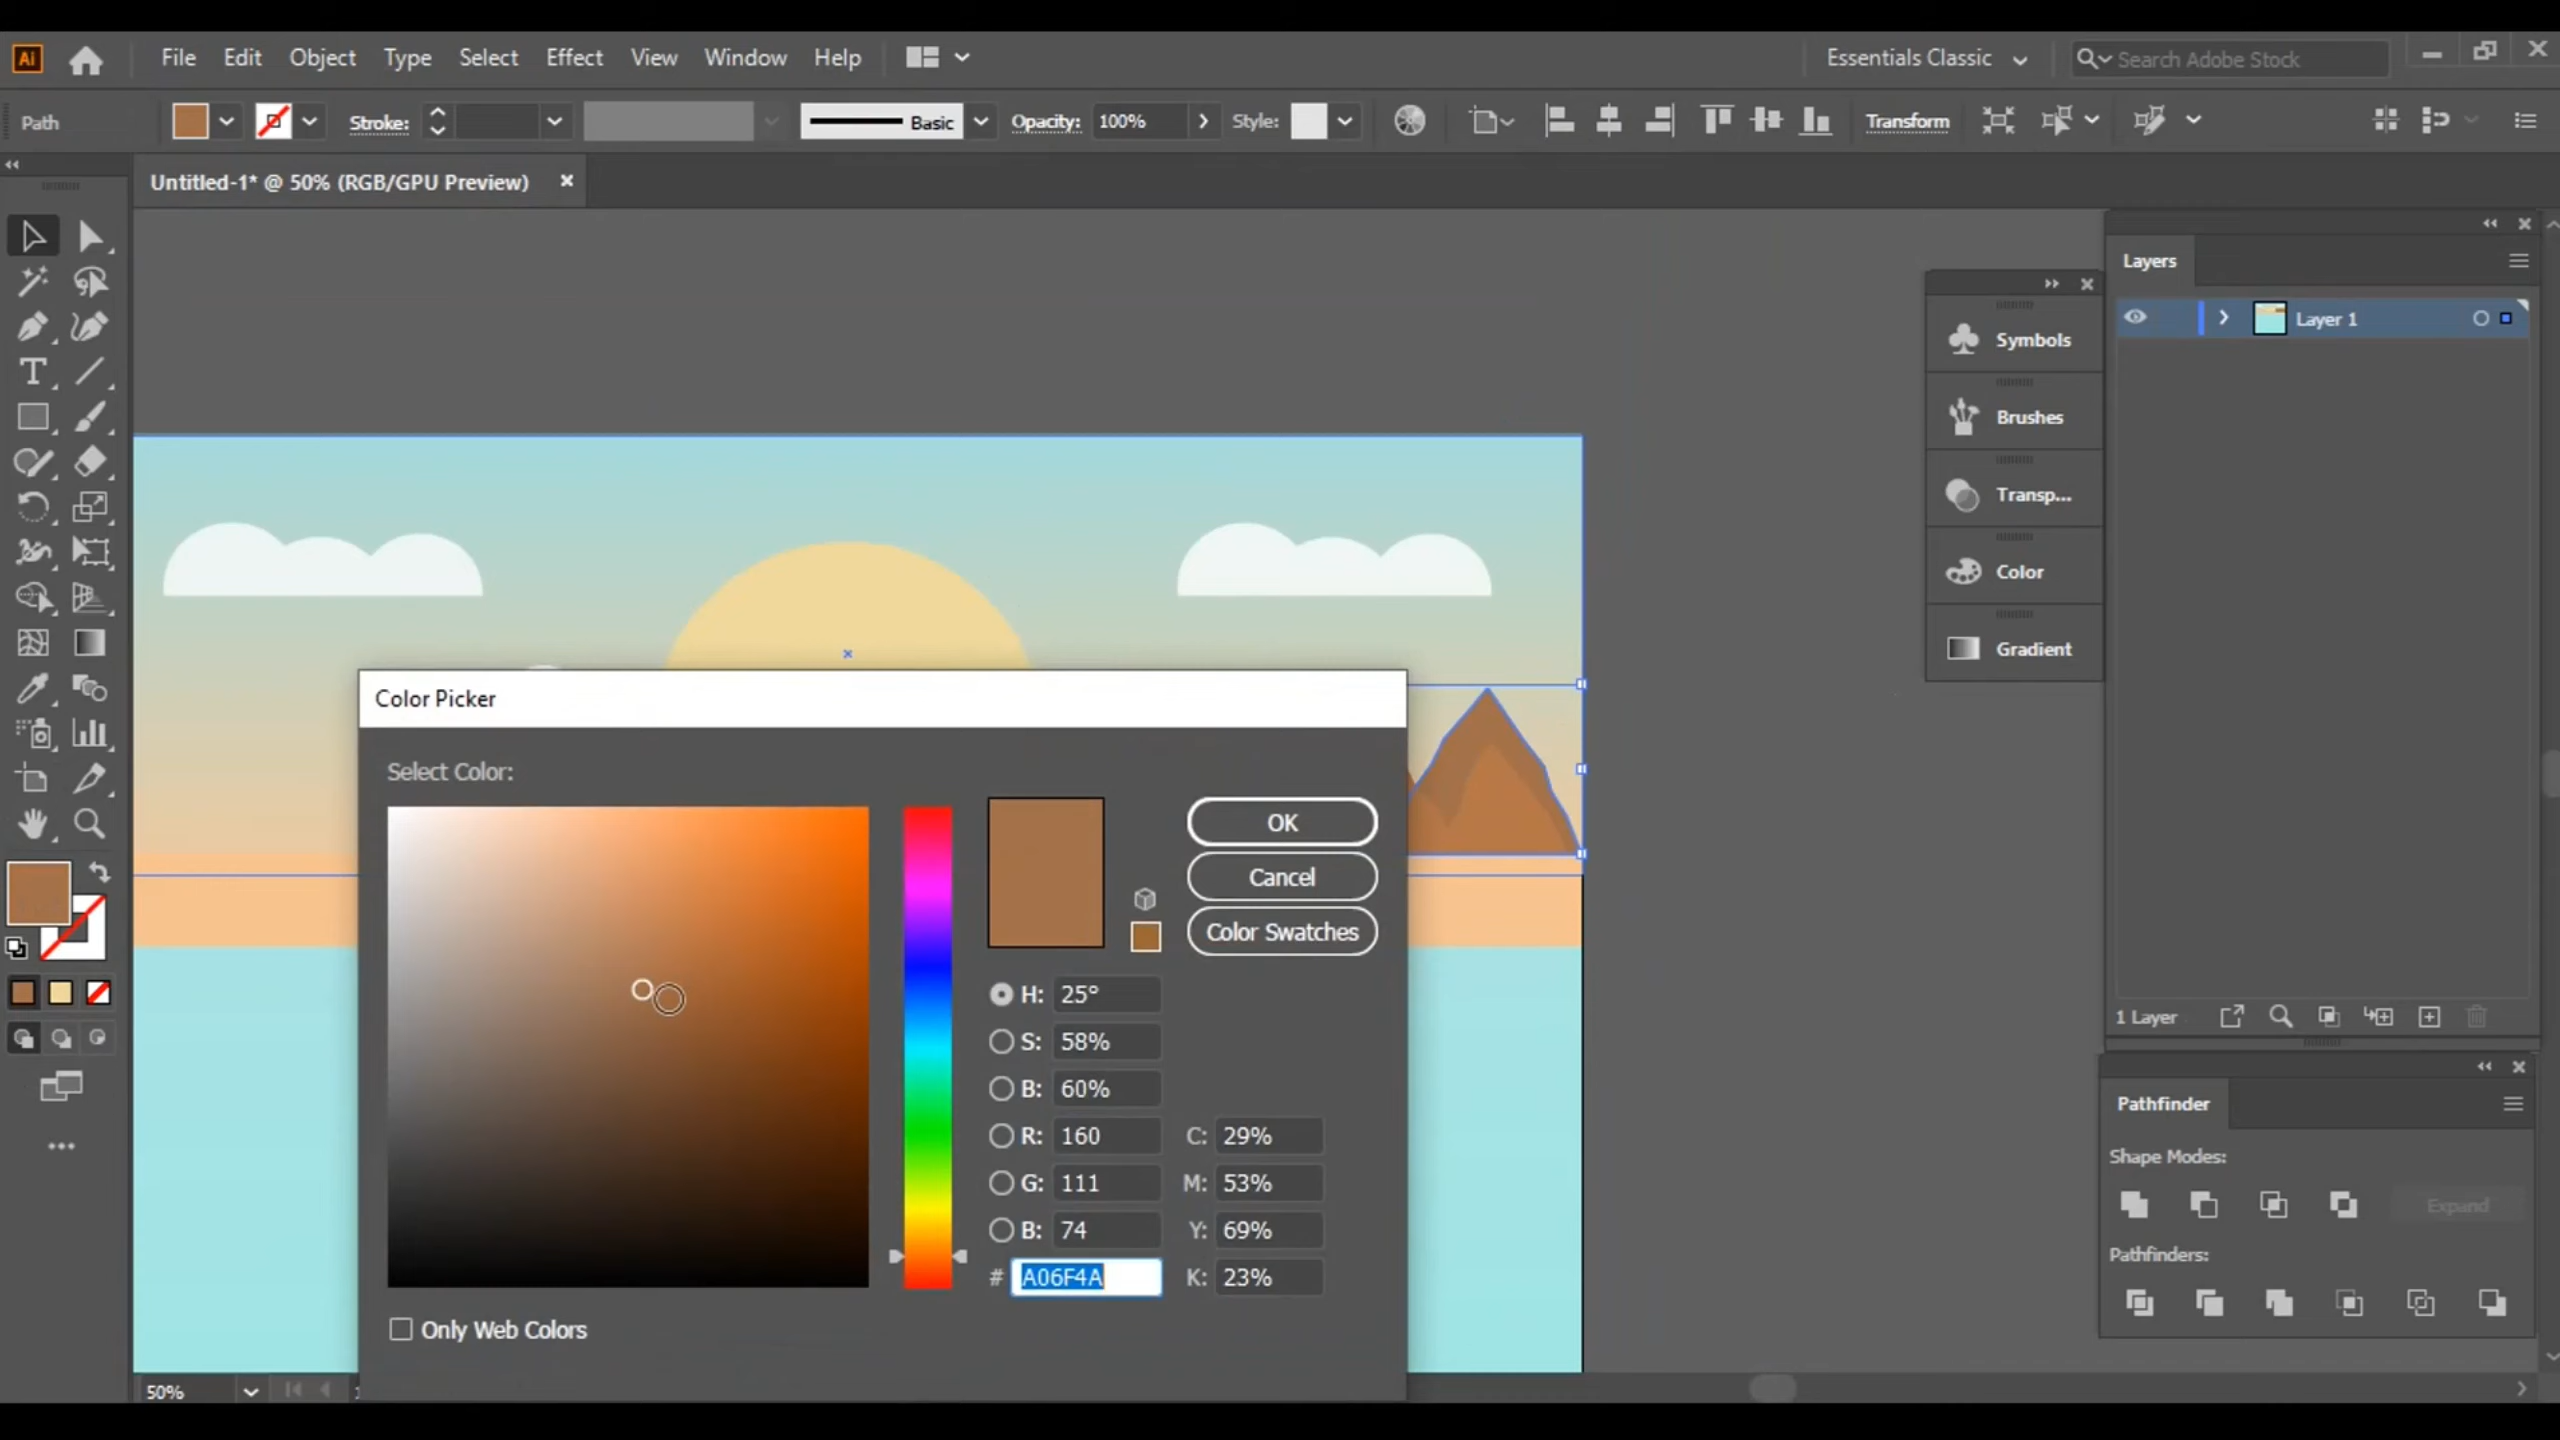 Ai File Edit Object Type Select Effect View Window Help Essentials Classic Search Adobe Stock
Path Stroke: Basic Opacity: 100% Style: Transform
Untitled-1* @ 50% (RGB/GPU Preview)
Layers
Layer 1
Symbols
Brushes
Transp...
Color
Gradient
Color Picker
Select Color:
OK
Cancel
Color Swatches
H: 25°
S: 58%
B: 60%
R: 160 C: 29%
G: 111 M: 53%
B: 74 Y: 69%
# A06F4A K: 23%
Only Web Colors
1 Layer
Pathfinder
Shape Modes:
Expand
Pathfinders:
50%